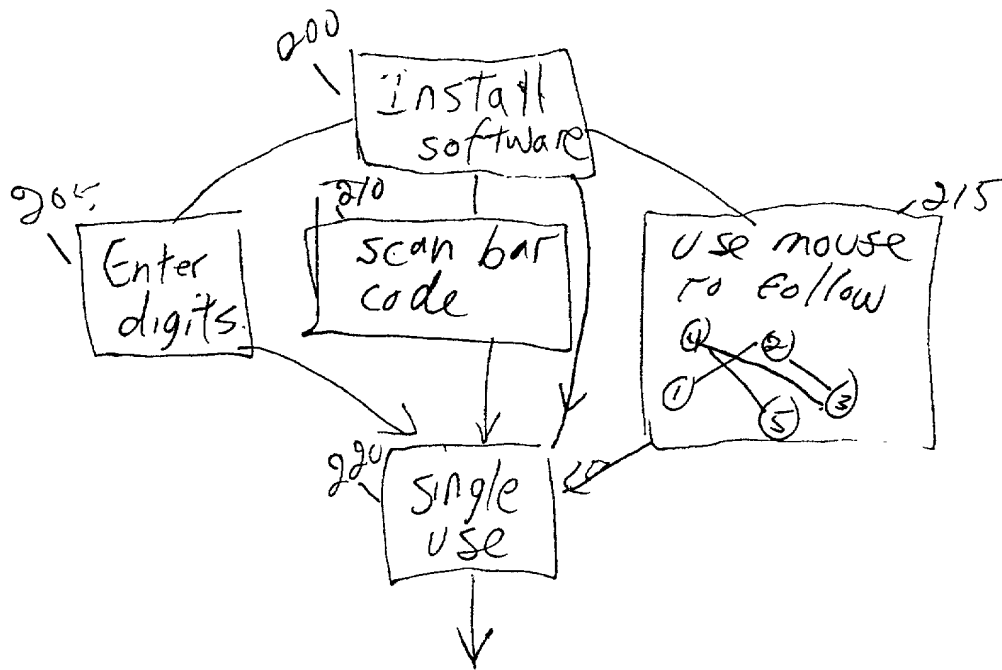 200
Install
software
205
210
215
Enter
digits.
scan bar
code
use mouse
to follow
4
2
1
3
5
220
single
use